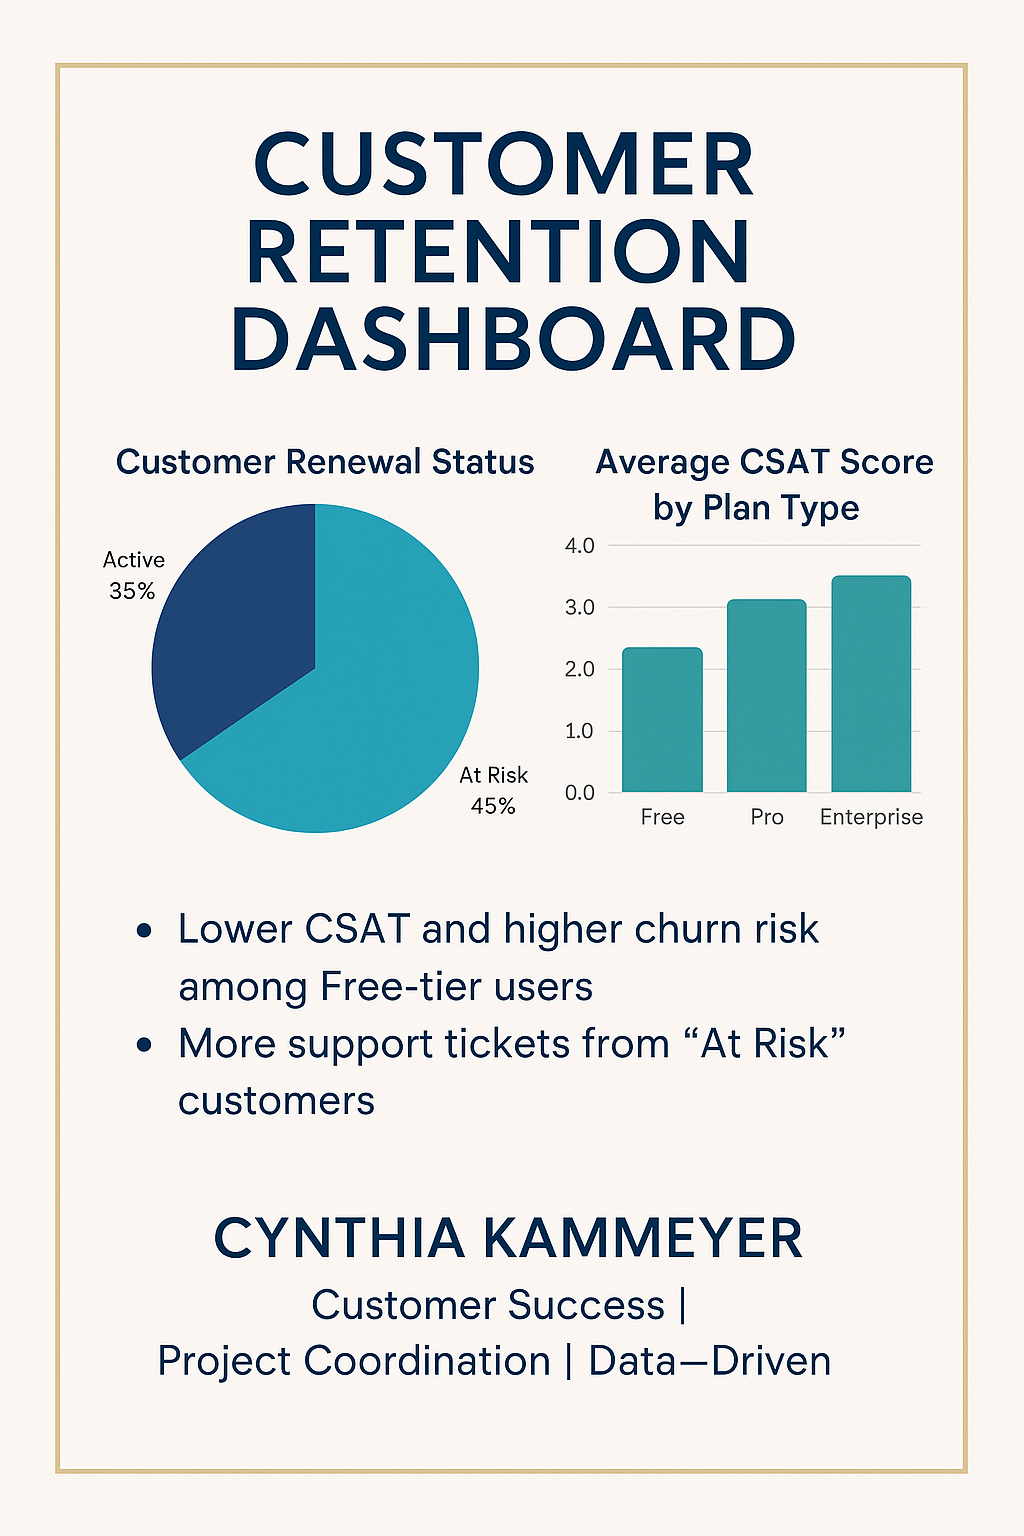 CUSTOMER
RETENTION
DASHBOARD
Customer Renewal Status
Active
35%
At Risk
45%
Average CSAT Score
by Plan Type
4.0
3.0
2.0
1.0
0.0
Free Pro Enterprise
• Lower CSAT and higher churn risk
among Free-tier users
• More support tickets from “At Risk”
customers
CYNTHIA KAMMEYER
Customer Success |
Project Coordination | Data—Driven